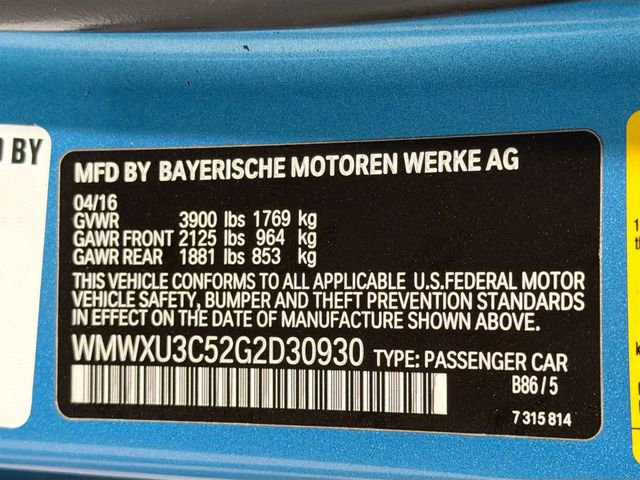 D BY
MFD BY BAYERISCHE MOTOREN WERKE AG
04/16
GVWR 3900 lbs 1769 kg
GAWR FRONT 2125 lbs 964 kg
GAWR REAR 1881 lbs 853 kg
THIS VEHICLE CONFORMS TO ALL APPLICABLE U.S.FEDERAL MOTOR
VEHICLE SAFETY, BUMPER AND THEFT PREVENTION STANDARDS
IN EFFECT ON THE DATE OF MANUFACTURE SHOWN ABOVE.
WMWXU3C52G2D30930 TYPE: PASSENGER CAR
B86/5
7 315 814